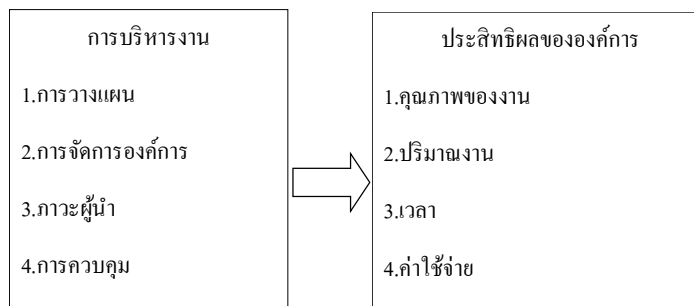 การบริหารงาน
1.การวางแผน
2.การจัดการองค์การ
3.ภาวะผู้นำ
4.การควบคุม
ประสิทธิผลขององค์การ
1.คุณภาพของงาน
2.ปริมาณงาน
3.เวลา
4.ค่าใช้จ่าย